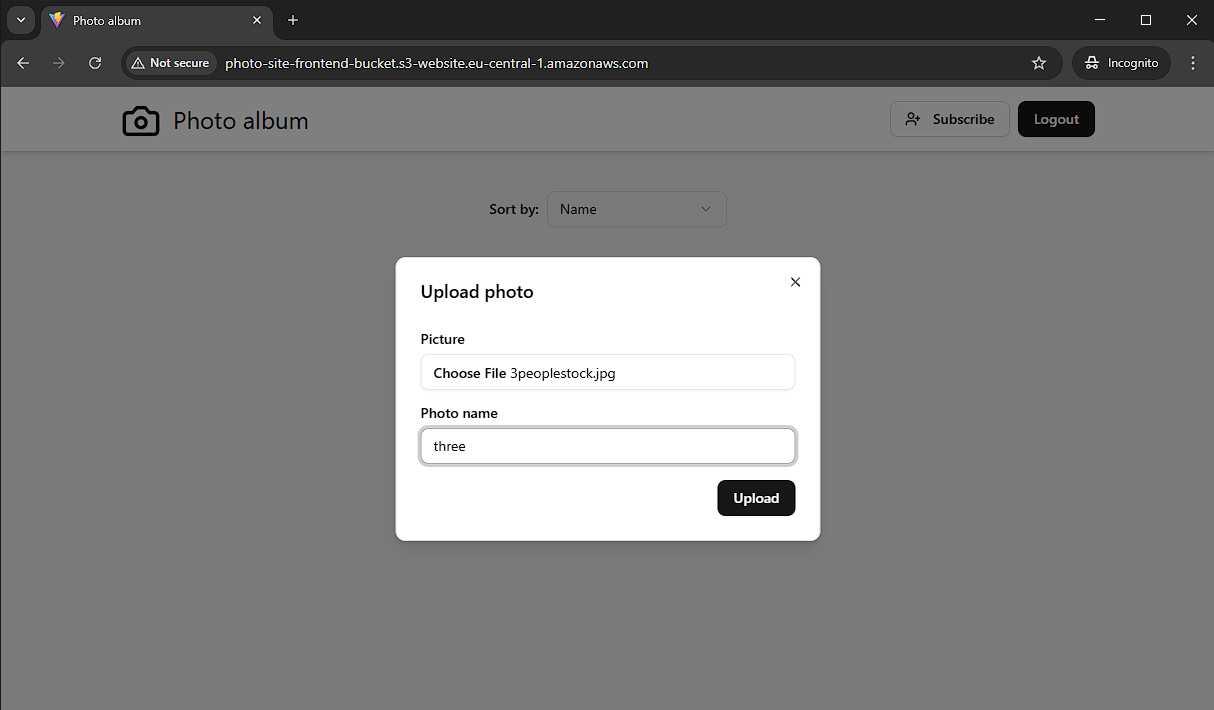 Photo album
Not secure
photo-site-frontend-bucket.s3-website.eu-central-1.amazonaws.com
Incognito
Photo album
Subscribe
Logout
Sort by:
Name
Upload photo
Picture
Choose File 3peoplestock.jpg
Photo name
three
Upload